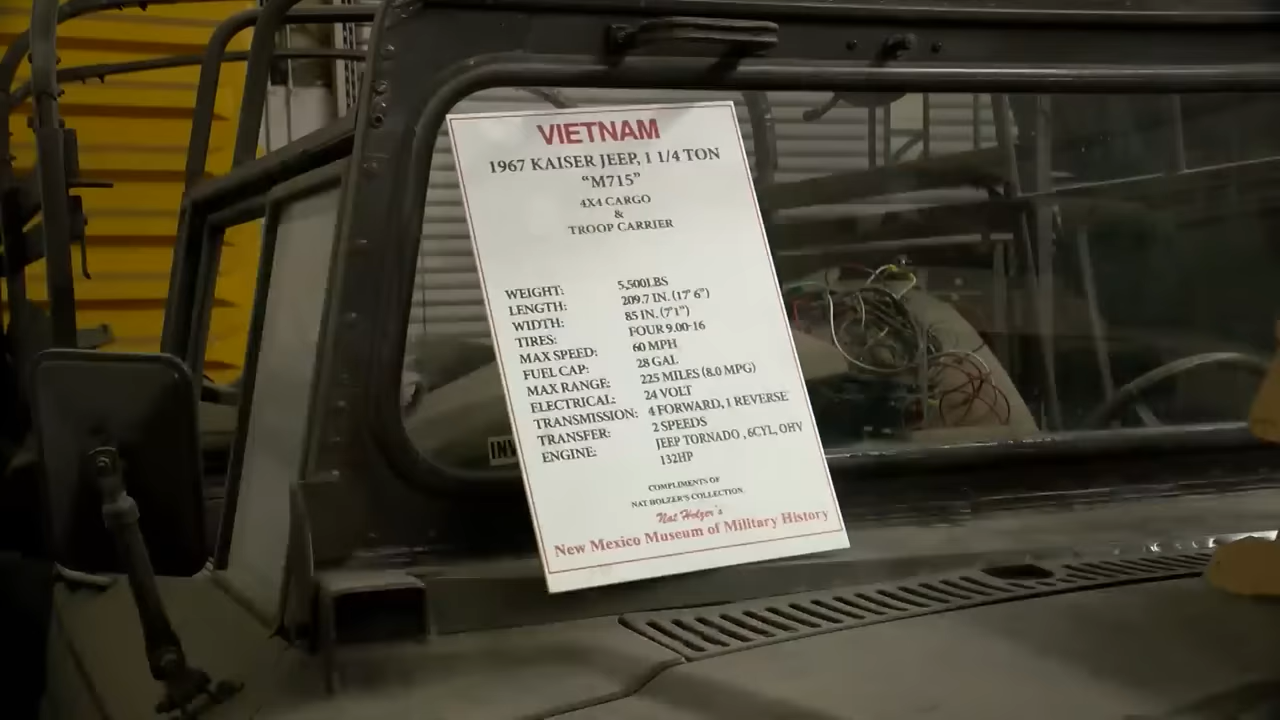 VIETNAM
1967 KAISER JEEP, 1 1/4 TON
"M715"
4X4 CARGO
&
TROOP CARRIER
WEIGHT: 5,500LBS
LENGTH: 209.7 IN. (17' 6")
WIDTH: 85 IN. (7'1")
TIRES: FOUR 9.00-16
MAX SPEED: 60 MPH
FUEL CAP: 28 GAL
MAX RANGE: 225 MILES (8.0 MPG)
ELECTRICAL: 24 VOLT
TRANSMISSION: 4 FORWARD, 1 REVERSE
TRANSFER: 2 SPEEDS
ENGINE: JEEP TORNADO , 6CYL, OHV
132HP
COMPLIMENTS OF
NAT HOLZER'S COLLECTION
Nat Holzer's
New Mexico Museum of Military History
INV